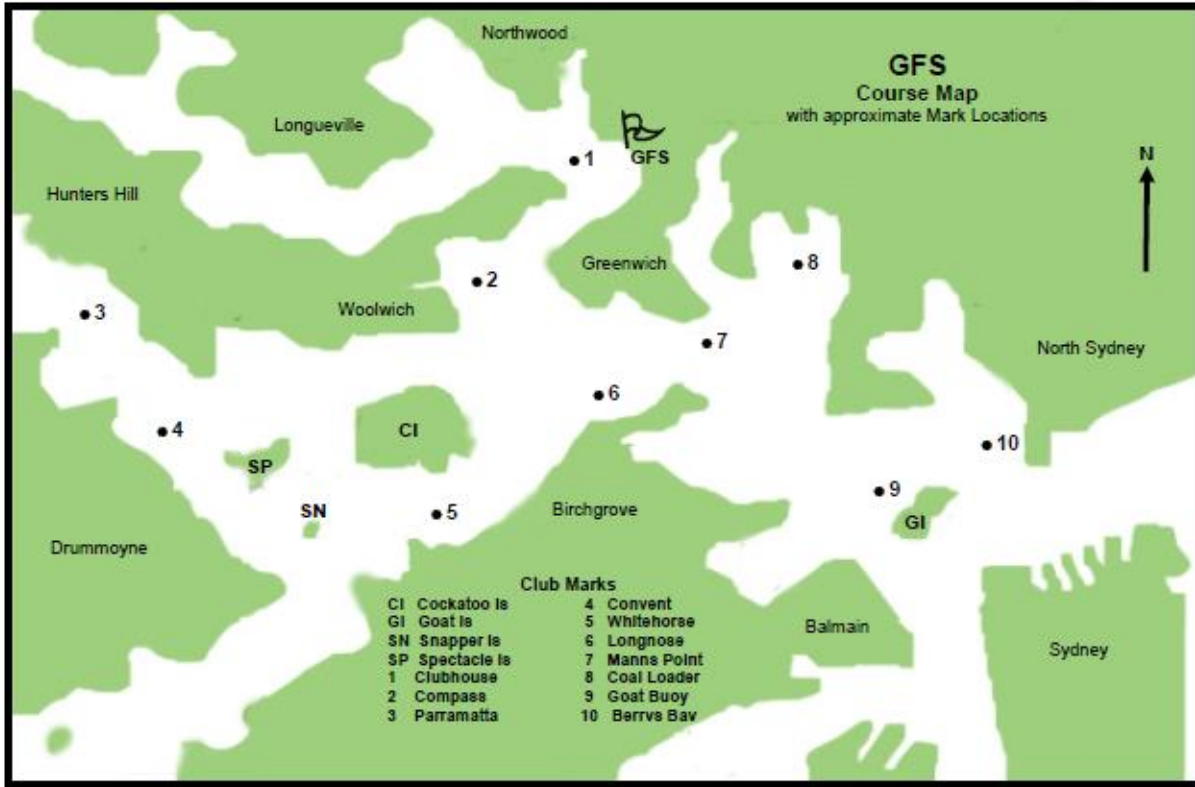 Northwood
GFS
Course Map
with approximate Mark Locations
Longueville
1
GFS
N
Hunters Hill
Greenwich
8
2
Woolwich
3
7
North Sydney
6
4
CI
10
SP
9
SN
5
Birchgrove
GI
Drummoyne
Club Marks
CI Cockatoo Is
GI Goat Is
SN Snapper Is
SP Spectacle Is
1 Clubhouse
2 Compass
3 Parramatta
4 Convent
5 Whitehorse
6 Longnose
7 Manns Point
8 Coal Loader
9 Goat Buoy
10 Berrys Bay
Balmain
Sydney